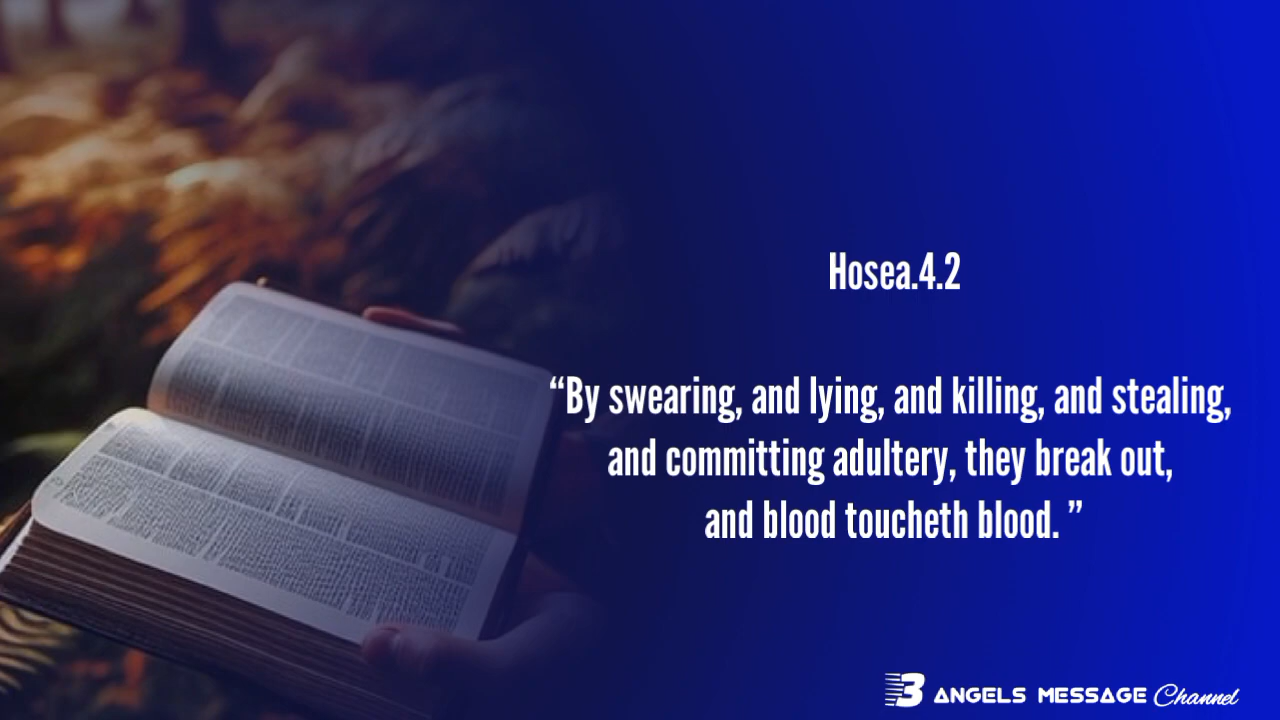 Hosea.4.2
“By swearing, and lying, and killing, and stealing,
and committing adultery, they break out,
and blood toucheth blood. ”
3 ANGELS MESSAGE Channel